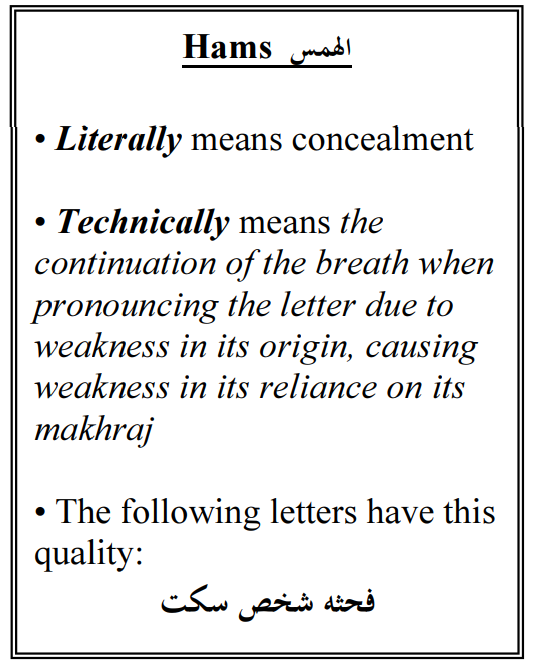 Hams الهمس
• Literally means concealment
• Technically means the
continuation of the breath when
pronouncing the letter due to
weakness in its origin, causing
weakness in its reliance on its
makhraj
• The following letters have this
quality:
فحثه شخص سكت